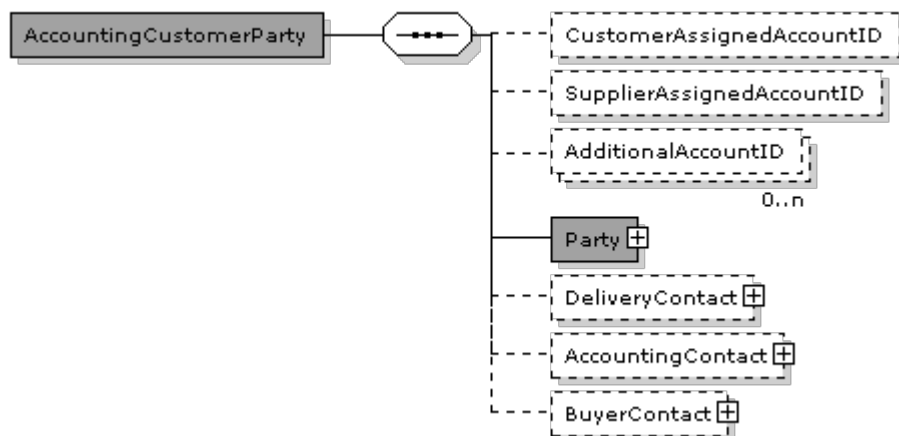 AccountingCustomerParty
CustomerAssignedAccountID
SupplierAssignedAccountID
AdditionalAccountID
0..n
Party
DeliveryContact
AccountingContact
BuyerContact